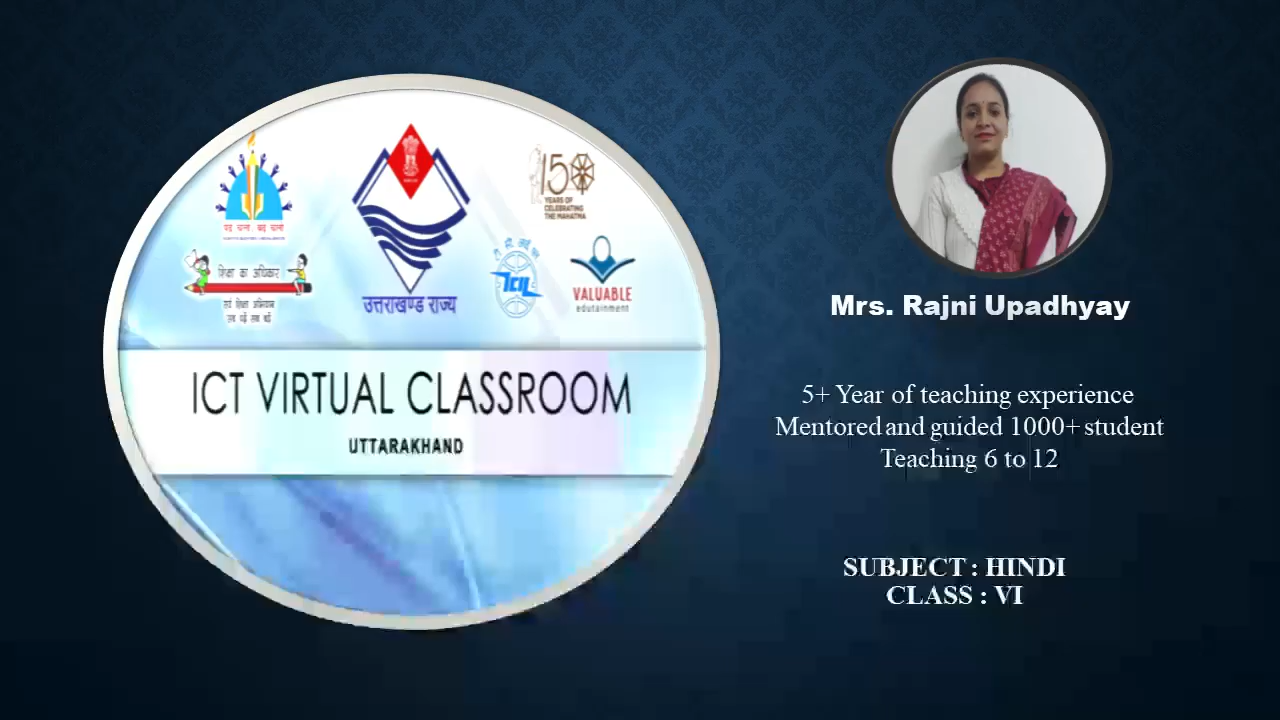 पढ़े चलो, बढ़े चलो
शिक्षा का अधिकार
सर्व शिक्षा अभियान
सब पढ़ें सब बढ़ें
उत्तराखण्ड राज्य
150
YEARS OF
CELEBRATING
THE MAHATMA
TCIL
VALUABLE
edutainment
ICT VIRTUAL CLASSROOM
UTTARAKHAND
Mrs. Rajni Upadhyay
5+ Year of teaching experience
Mentored and guided 1000+ student
Teaching 6 to 12
SUBJECT : HINDI
CLASS : VI